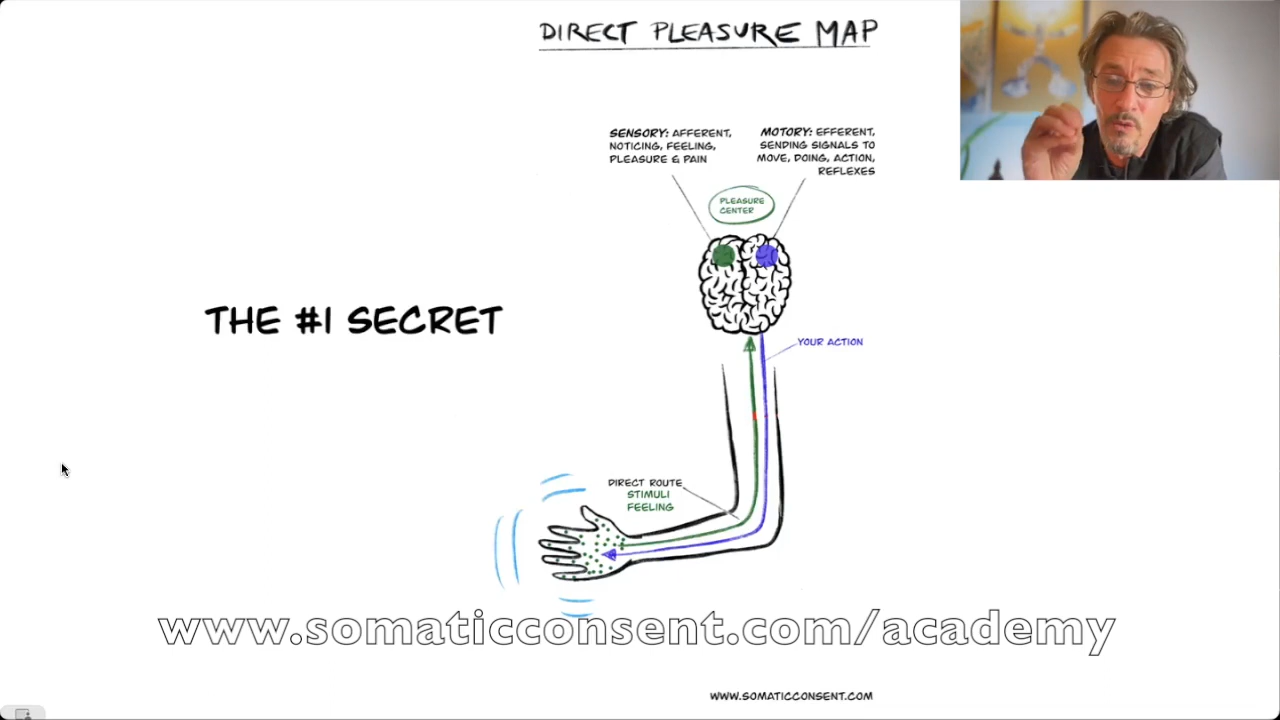 DIRECT PLEASURE MAP
SENSORY: AFFERENT,
NOTICING, FEELING,
PLEASURE & PAIN
MOTORY: EFFERENT,
SENDING SIGNALS TO
MOVE, DOING, ACTION,
REFLEXES
PLEASURE
CENTER
THE #1 SECRET
YOUR ACTION
DIRECT ROUTE
STIMULI
FEELING
www.somaticconsent.com/academy
WWW.SOMATICCONSENT.COM